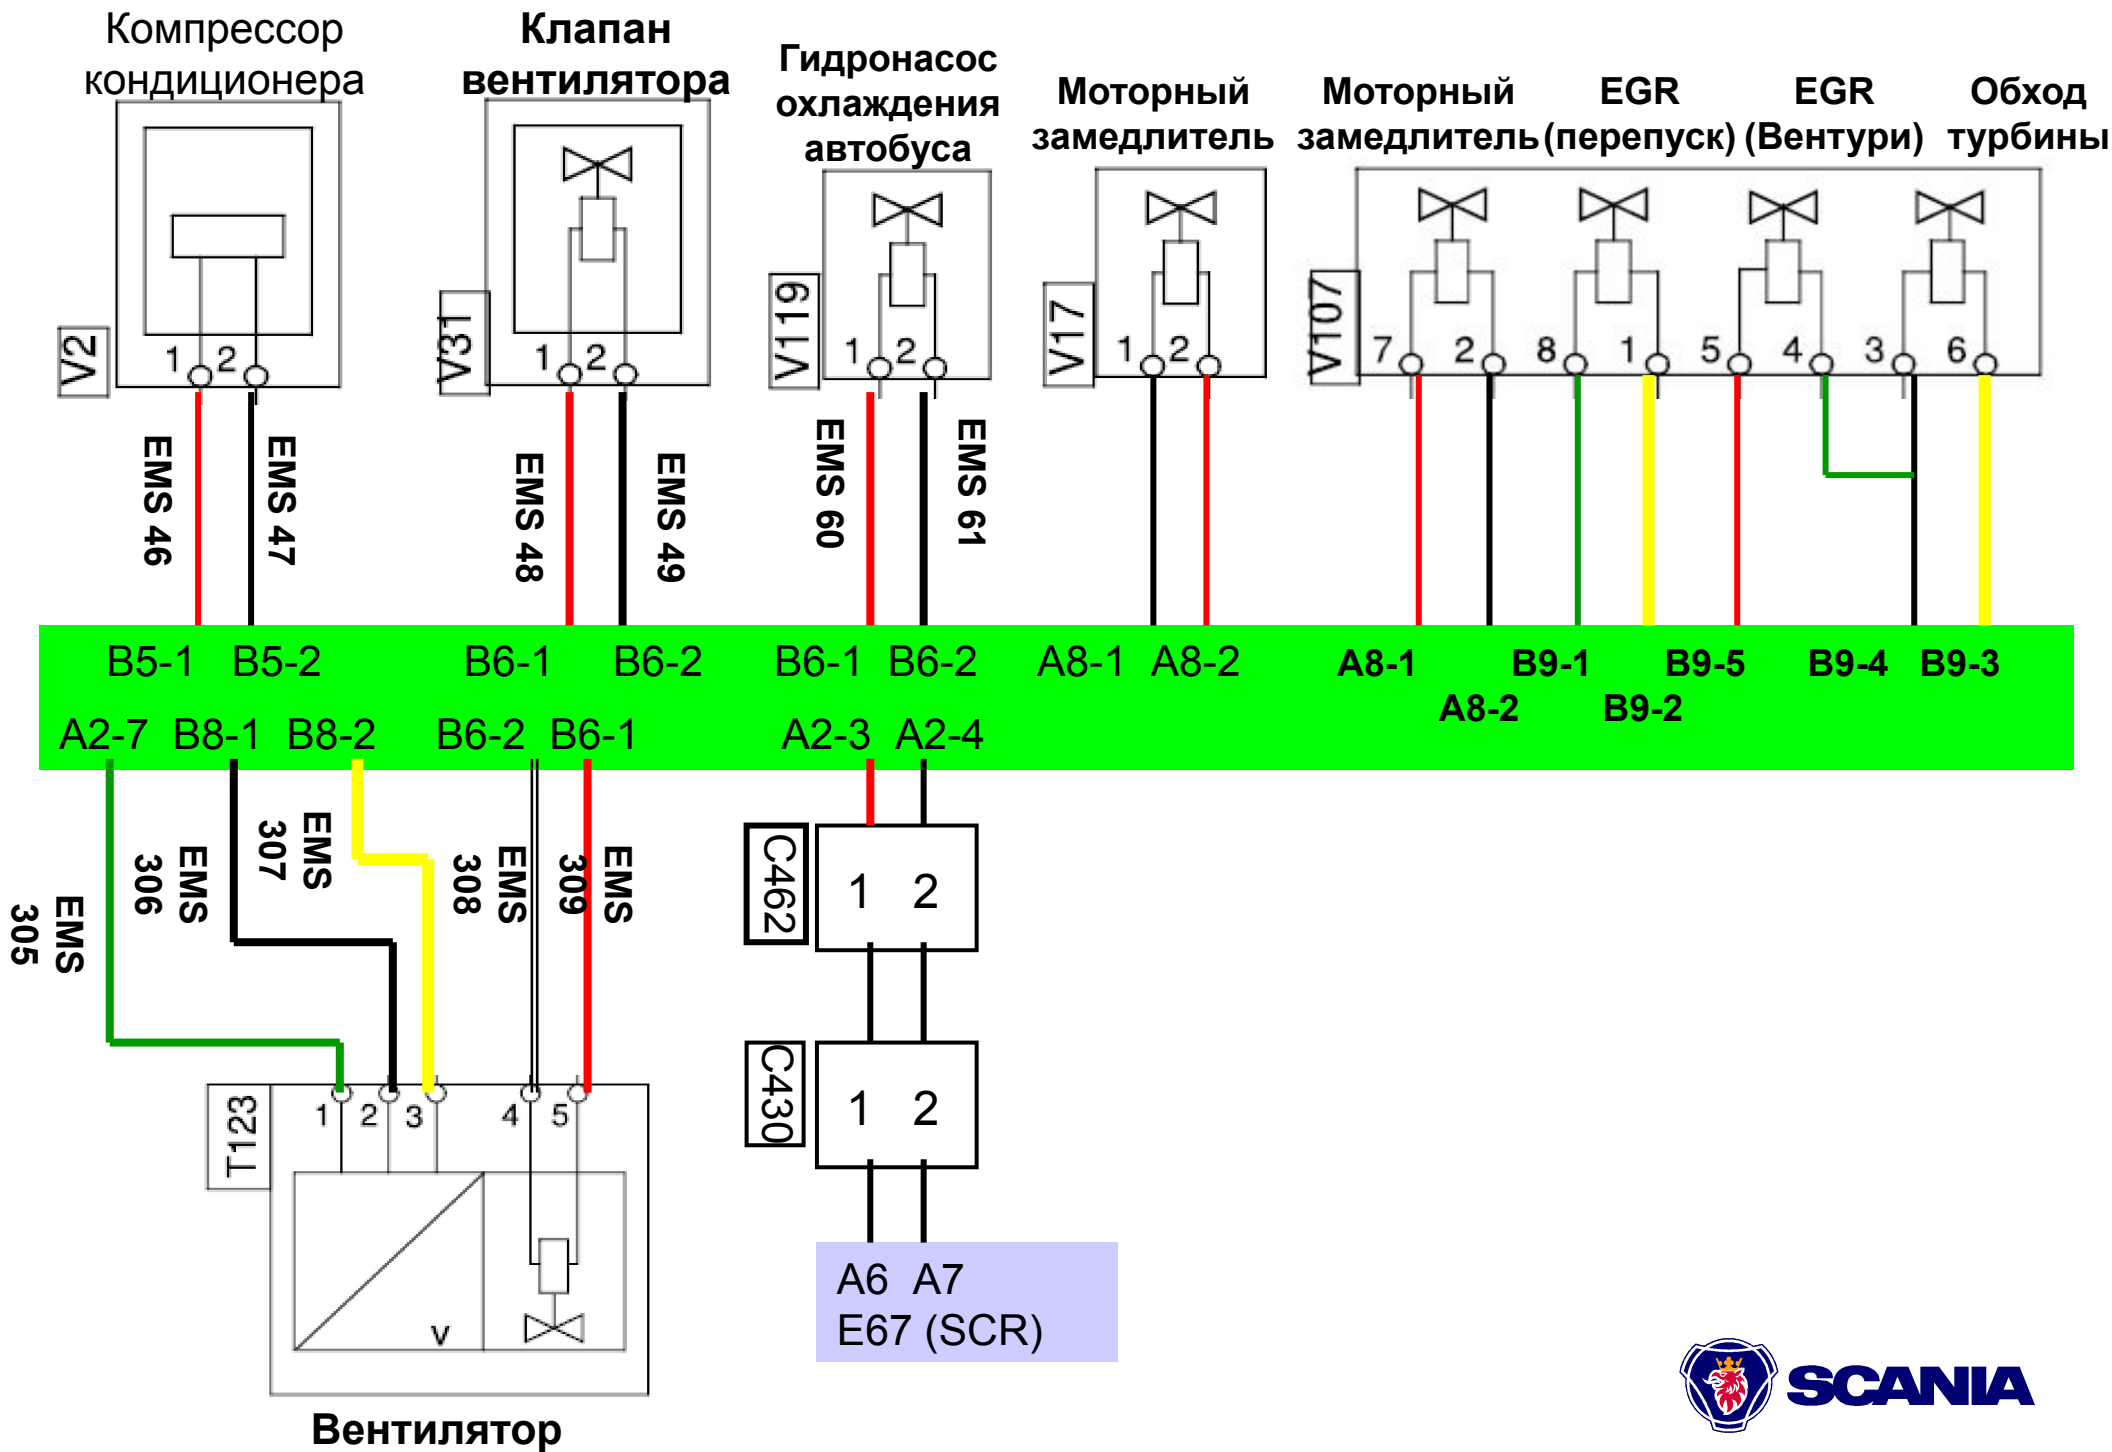 Компрессор
кондиционера
Клапан
вентилятора
Гидронасос
охлаждения
автобуса
Моторный
замедлитель
Моторный
замедлитель
EGR
(перепуск)
EGR
(Вентури)
Обход
турбины
V2
1 2
V31
1 2
V119
1 2
V17
1 2
V107
7 2 8 1 5 4 3 6
EMS 46
EMS 47
EMS 48
EMS 49
EMS 60
EMS 61
B5-1 B5-2 B6-1 B6-2 B6-1 B6-2 A8-1 A8-2 A8-1 B9-1 B9-5 B9-4 B9-3
A8-2 B9-2
A2-7 B8-1 B8-2 B6-2 B6-1 A2-3 A2-4
EMS
305
EMS
306
EMS
307
EMS
308
EMS
309
C462
1 2
C430
1 2
T123
1 2 3 4 5
V
A6 A7
E67 (SCR)
Вентилятор
SCANIA